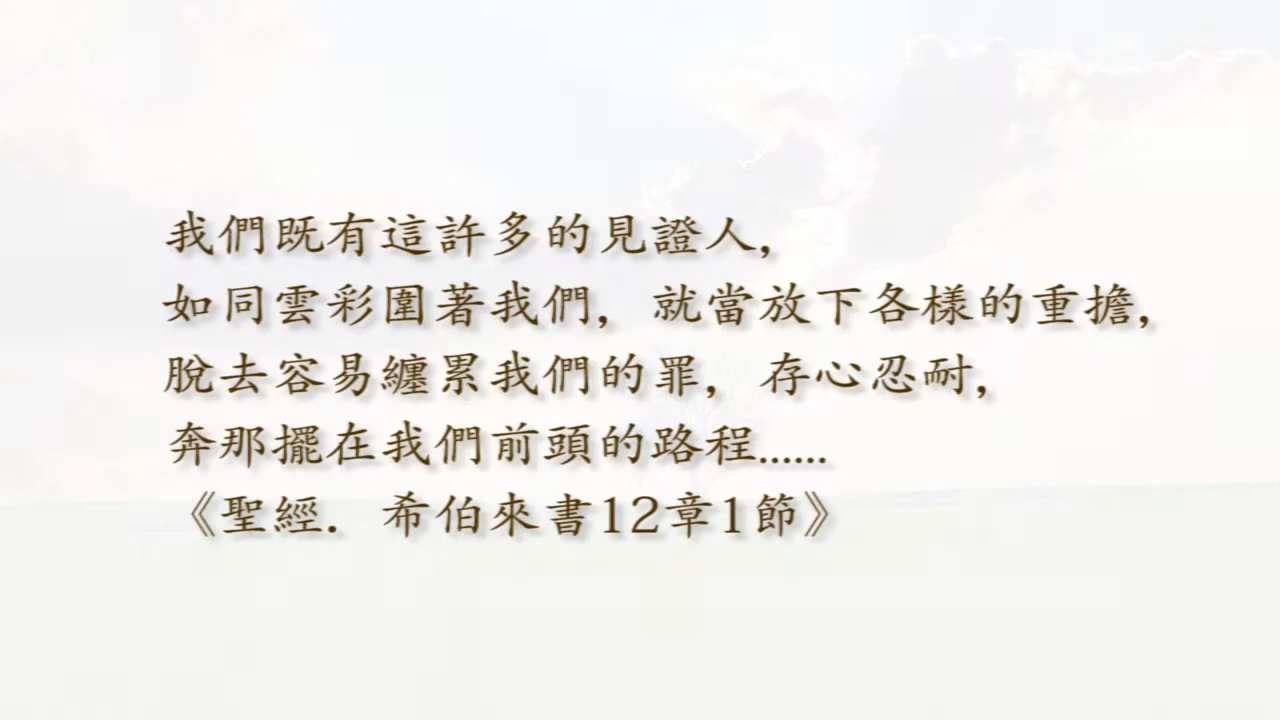 我們既有這許多的見證人，
如同雲彩圍著我們，就當放下各樣的重擔，
脫去容易纏累我們的罪，存心忍耐，
奔那擺在我們前頭的路程......
《聖經．希伯來書12章1節》